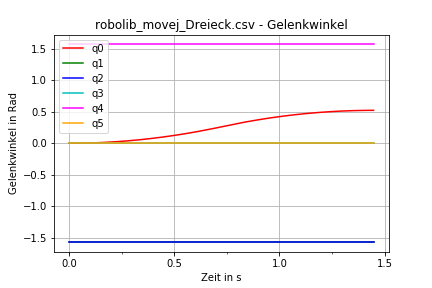 robolib_movej_Dreieck.csv - Gelenkwinkel
Gelenkwinkel in Rad
1.5
1.0
0.5
0.0
−0.5
−1.0
−1.5
q0
q1
q2
q3
q4
q5
0.0
0.5
1.0
1.5
Zeit in s